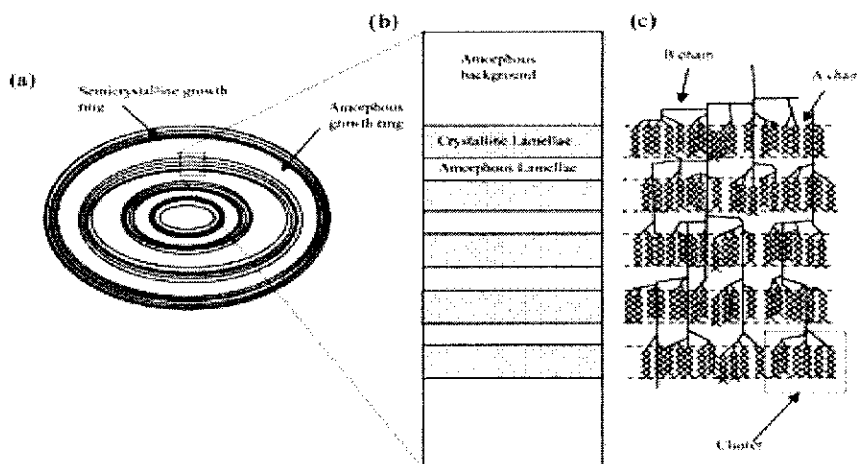 (a)
Semicrystalline growth
ring
Amorphous
growth ring
(b)
Amorphous
background
Crystalline Lamellae
Amorphous Lamellae
(c)
B chain
A chain
Cluster